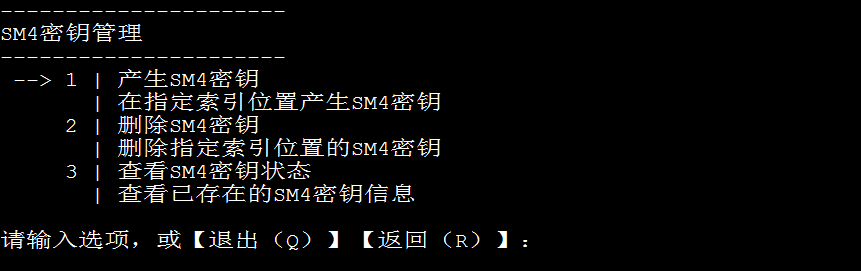 ----------------------
SM4密钥管理
----------------------
--> 1 | 产生SM4密钥
| 在指定索引位置产生SM4密钥
2 | 删除SM4密钥
| 删除指定索引位置的SM4密钥
3 | 查看SM4密钥状态
| 查看已存在的SM4密钥信息
请输入选项，或【退出（Q）】【返回（R）】：